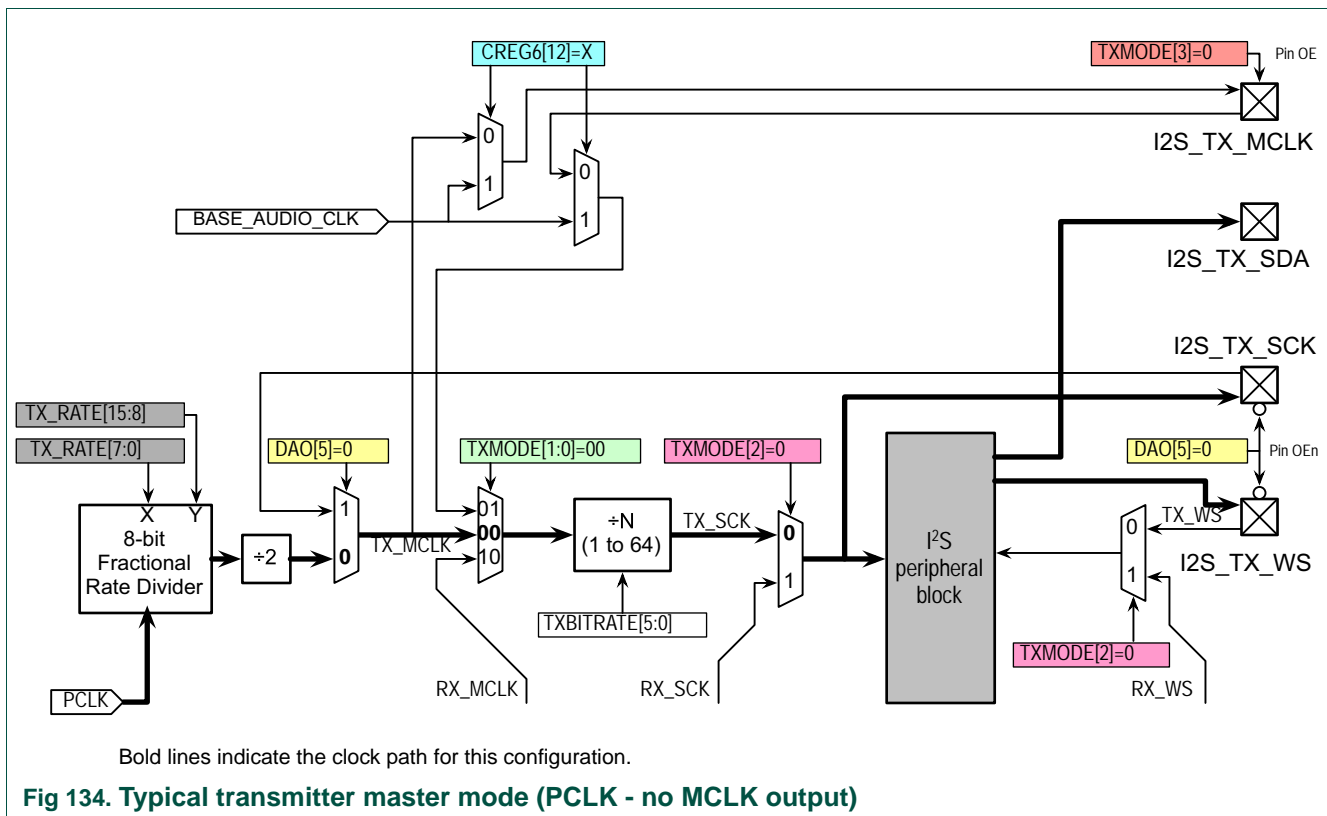 CREG6[12]=X
TXMODE[3]=0
Pin OE
0
1
I2S_TX_MCLK
0
1
BASE_AUDIO_CLK
I2S_TX_SDA
I2S_TX_SCK
TX_RATE[15:8]
TX_RATE[7:0]
DAO[5]=0
TXMODE[1:0]=00
TXMODE[2]=0
DAO[5]=0
Pin OEn
X Y
8-bit
Fractional
Rate Divider
÷2
1
0
TX_MCLK
01
00
10
÷N
(1 to 64)
TX_SCK
0
1
I²S
peripheral
block
0
1
TX_WS
I2S_TX_WS
TXBITRATE[5:0]
TXMODE[2]=0
PCLK
RX_MCLK
RX_SCK
RX_WS
Bold lines indicate the clock path for this configuration.
Fig 134. Typical transmitter master mode (PCLK - no MCLK output)